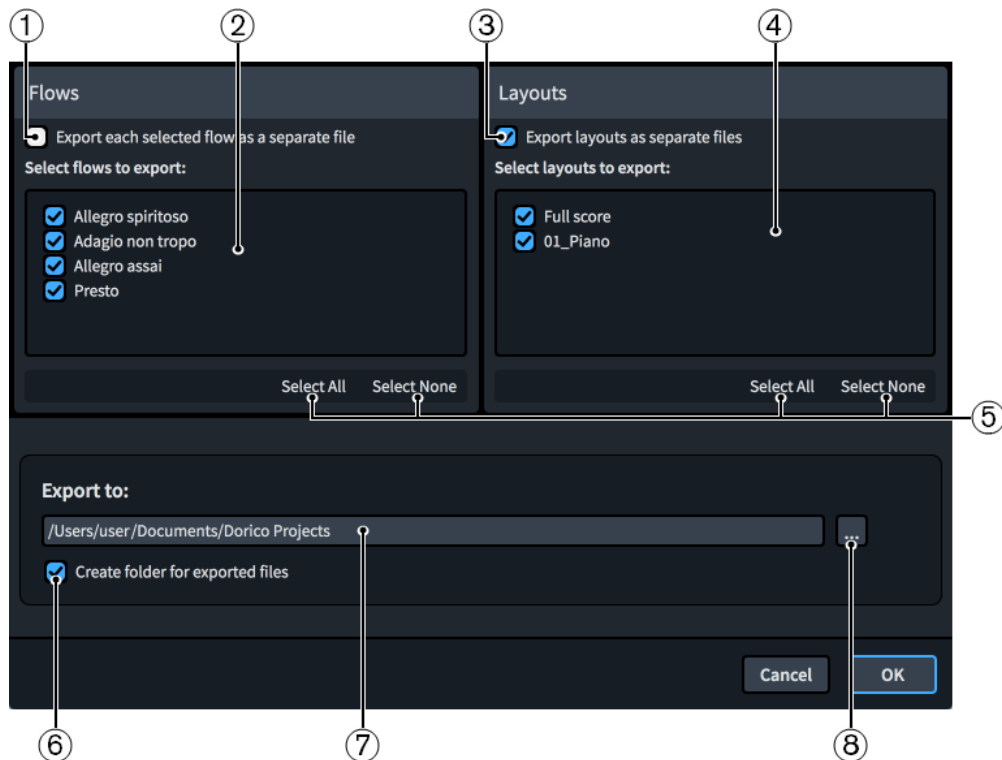 ① ② ③ ④
Flows
Export each selected flow as a separate file
Select flows to export:
Allegro spiritoso
Adagio non tropo
Allegro assai
Presto
Select All Select None
Layouts
Export layouts as separate files
Select layouts to export:
Full score
01_Piano
Select All Select None
⑤
Export to:
/Users/user/Documents/Dorico Projects
...
Create folder for exported files
Cancel OK
⑥ ⑦ ⑧